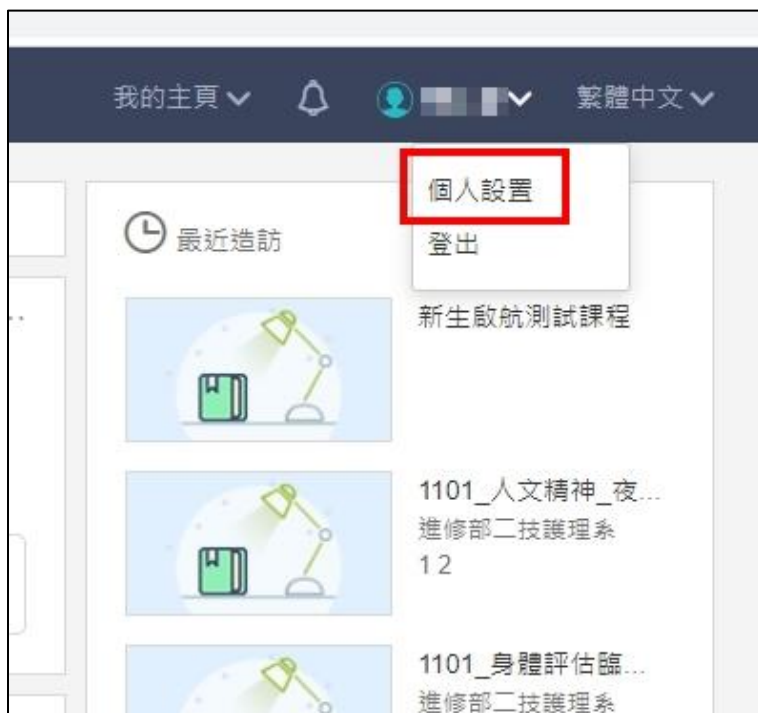 我的主頁
繁體中文
個人設置
登出
最近造訪
新生啟航測試課程
1101_人文精神_夜...
進修部二技護理系
1 2
1101_身體評估臨...
進修部二技護理系